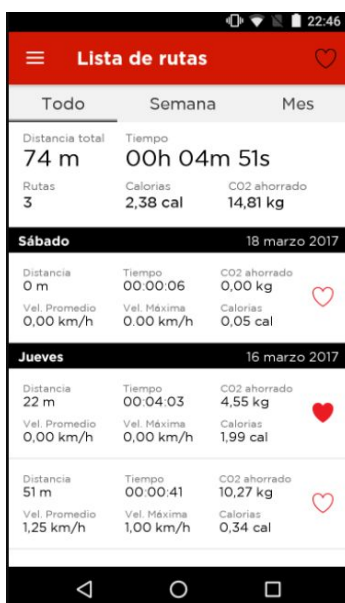 22:46
Lista de rutas
Todo Semana Mes
Distancia total Tiempo
74 m 00h 04m 51s
Rutas Calorias CO2 ahorrado
3 2,38 cal 14,81 kg
Sábado 18 marzo 2017
Distancia Tiempo CO2 ahorrado
0 m 00:00:06 0,00 kg
Vel. Promedio Vel. Máxima Calorias
0,00 km/h 0.00 km/h 0,05 cal
Jueves 16 marzo 2017
Distancia Tiempo CO2 ahorrado
22 m 00:04:03 4,55 kg
Vel. Promedio Vel. Máxima Calorias
0,00 km/h 0,00 km/h 1,99 cal
Distancia Tiempo CO2 ahorrado
51 m 00:00:41 10,27 kg
Vel. Promedio Vel. Máxima Calorias
1,25 km/h 1,00 km/h 0,34 cal